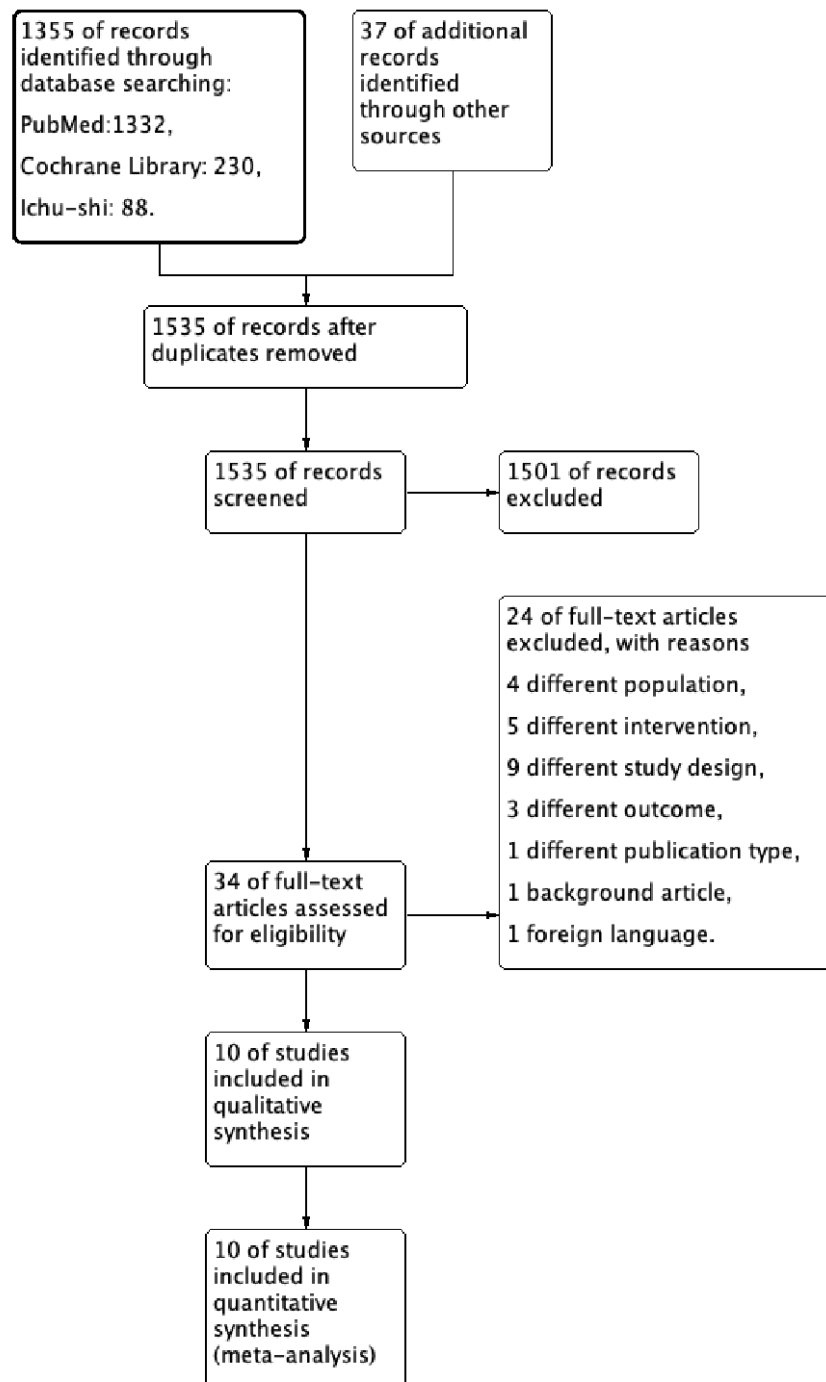 1355 of records
identified through
database searching:
PubMed:1332,
Cochrane Library: 230,
Ichu-shi: 88.
37 of additional
records
identified
through other
sources
1535 of records after
duplicates removed
1535 of records
screened
1501 of records
excluded
24 of full-text articles
excluded, with reasons
4 different population,
5 different intervention,
9 different study design,
3 different outcome,
1 different publication type,
1 background article,
1 foreign language.
34 of full-text
articles assessed
for eligibility
10 of studies
included in
qualitative
synthesis
10 of studies
included in
quantitative
synthesis
(meta-analysis)